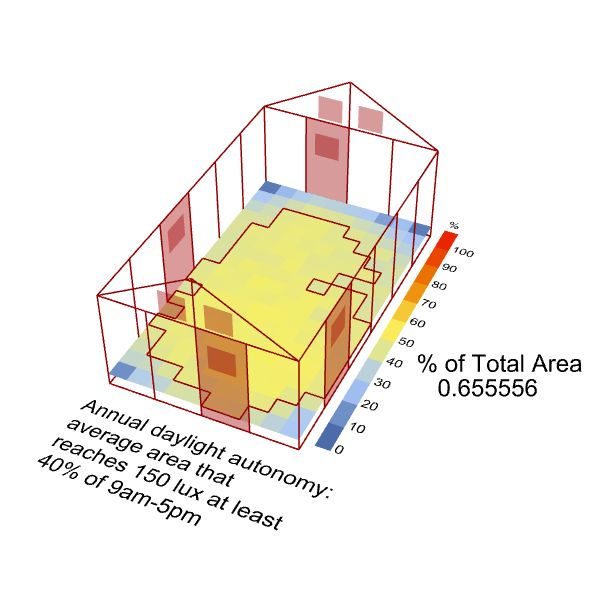 %
100
90
80
70
60
50
40
30
20
10
0
% of Total Area
0.655556
Annual daylight autonomy:
average area that
reaches 150 lux at least
40% of 9am-5pm